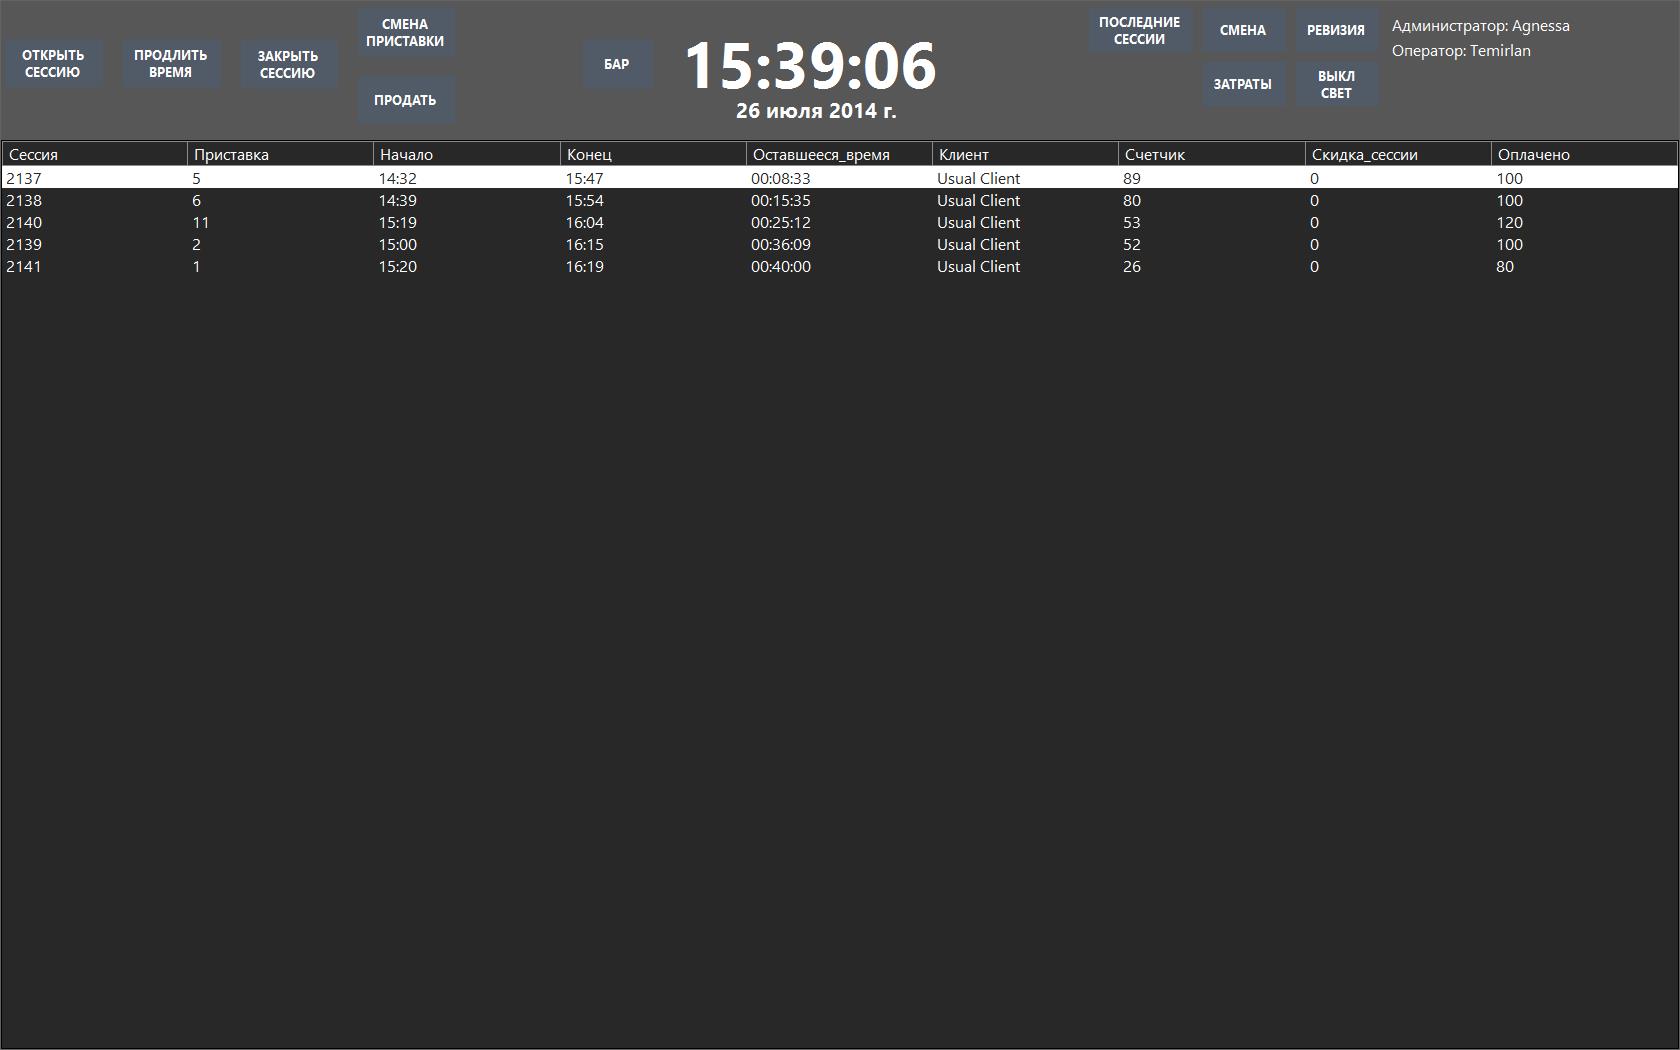 ОТКРЫТЬ
СЕССИЮ
ПРОДЛИТЬ
ВРЕМЯ
ЗАКРЫТЬ
СЕССИЮ
СМЕНА
ПРИСТАВКИ
ПРОДАТЬ
БАР
15:39:06
26 июля 2014 г.
ПОСЛЕДНИЕ
СЕССИИ
СМЕНА
РЕВИЗИЯ
ЗАТРАТЫ
ВЫКЛ
СВЕТ
Администратор: Agnessa
Оператор: Temirlan
Сессия Приставка Начало Конец Оставшееся_время Клиент Счетчик Скидка_сессии Оплачено
2137 5 14:32 15:47 00:08:33 Usual Client 89 0 100
2138 6 14:39 15:54 00:15:35 Usual Client 80 0 100
2140 11 15:19 16:04 00:25:12 Usual Client 53 0 120
2139 2 15:00 16:15 00:36:09 Usual Client 52 0 100
2141 1 15:20 16:19 00:40:00 Usual Client 26 0 80